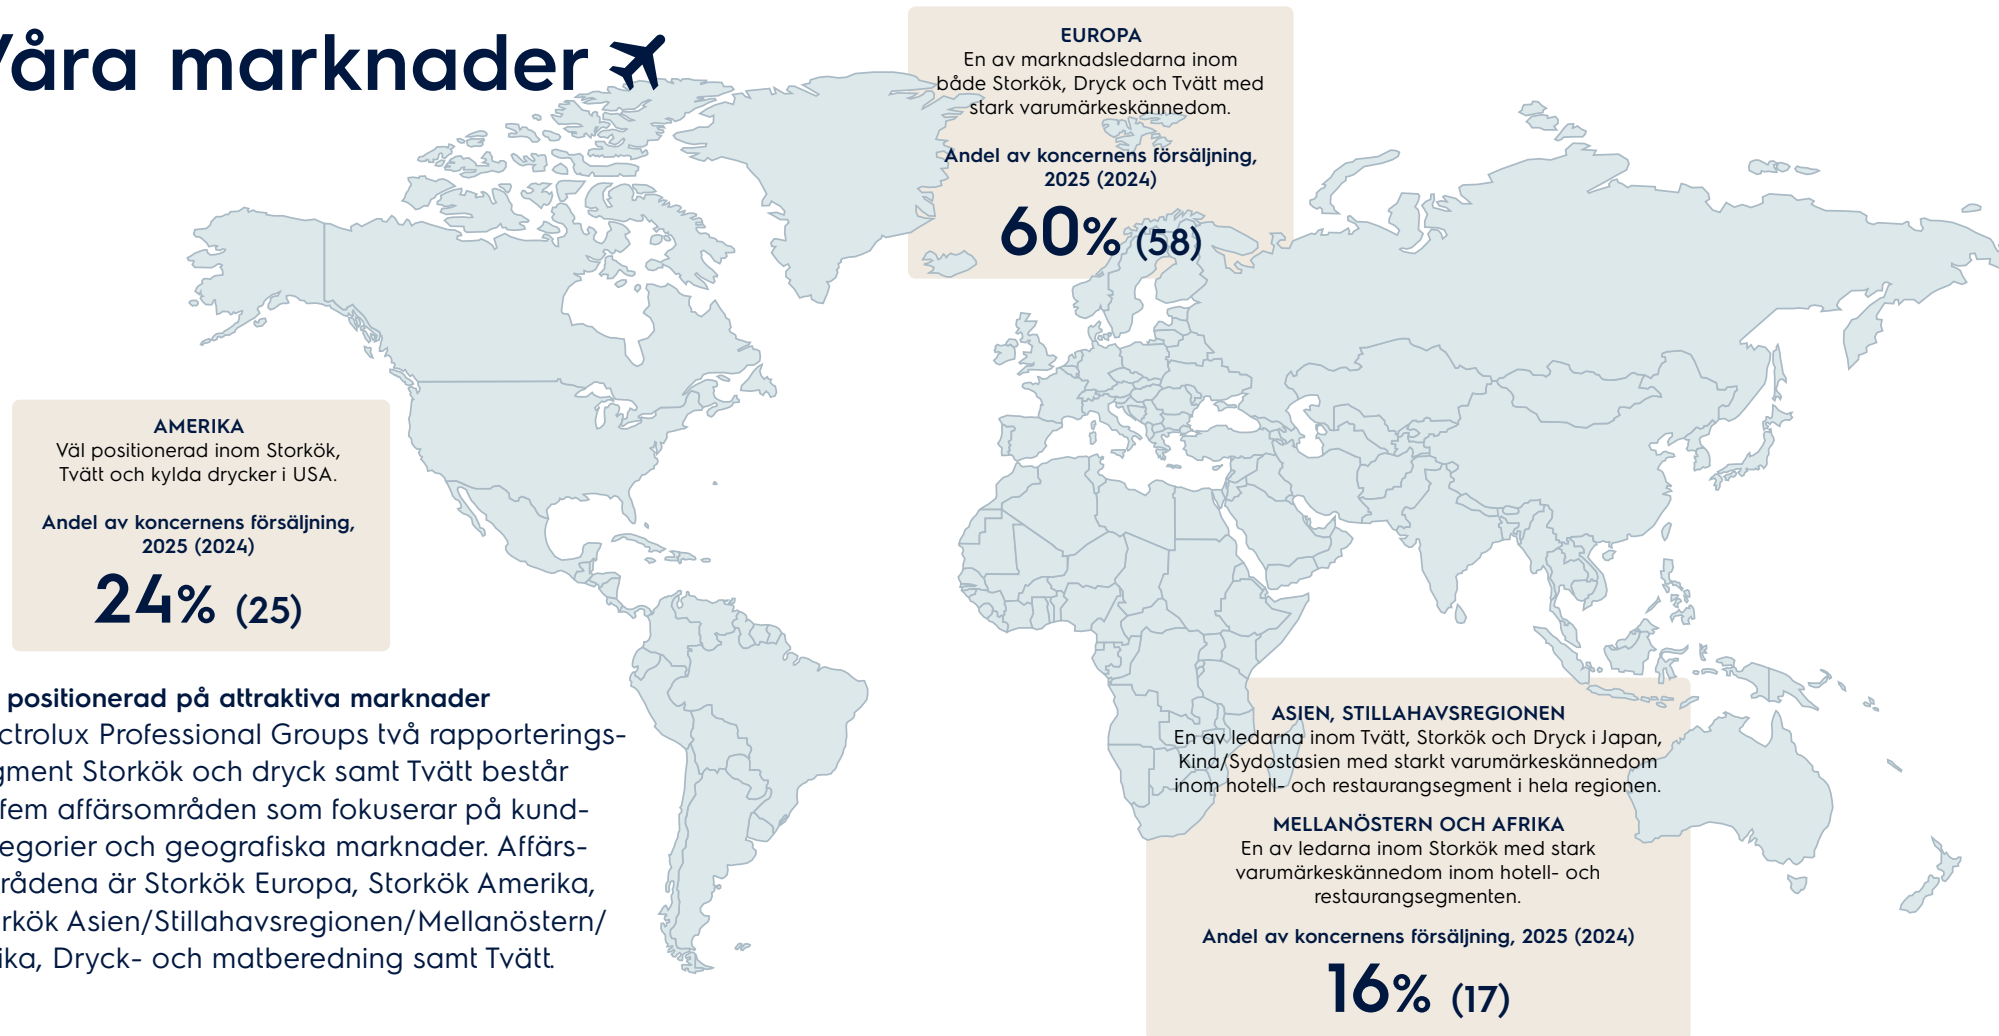 Våra marknader
EUROPA
En av marknadsledarna inom
både Storkök, Dryck och Tvätt med
stark varumärkeskännedom.
Andel av koncernens försäljning,
2025 (2024)
60% (58)
AMERIKA
Väl positionerad inom Storkök,
Tvätt och kylda drycker i USA.
Andel av koncernens försäljning,
2025 (2024)
24% (25)
positionerad på attraktiva marknader
ctrolux Professional Groups två rapporterings-
gment Storkök och dryck samt Tvätt består
fem affärsområden som fokuserar på kund-
egorier och geografiska marknader. Affärs-
rådena är Storkök Europa, Storkök Amerika,
rkök Asien/Stillahavsregionen/Mellanöstern/
ika, Dryck- och matberedning samt Tvätt.
ASIEN, STILLAHAVSREGIONEN
En av ledarna inom Tvätt, Storkök och Dryck i Japan,
Kina/Sydostasien med starkt varumärkeskännedom
inom hotell- och restaurangsegment i hela regionen.
MELLANÖSTERN OCH AFRIKA
En av ledarna inom Storkök med stark
varumärkeskännedom inom hotell- och
restaurangsegmenten.
Andel av koncernens försäljning, 2025 (2024)
16% (17)